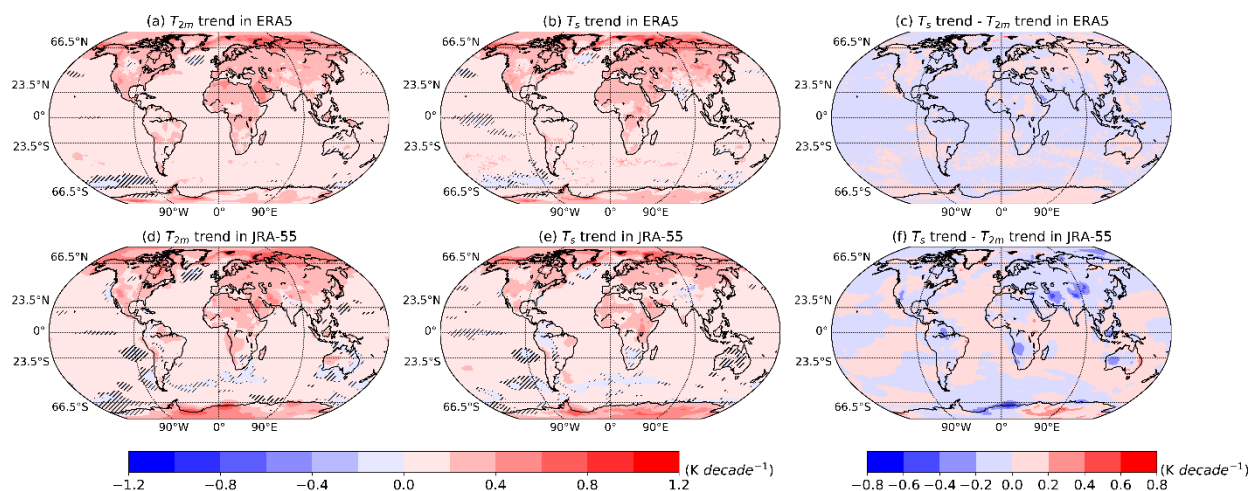 (a) T2m trend in ERA5
(b) Ts trend in ERA5
(c) Ts trend - T2m trend in ERA5
66.5°N
23.5°N
0°
23.5°S
66.5°S
90°W 0° 90°E
66.5°N
23.5°N
0°
23.5°S
66.5°S
90°W 0° 90°E
66.5°N
23.5°N
0°
23.5°S
66.5°S
90°W 0° 90°E
(d) T2m trend in JRA-55
(e) Ts trend in JRA-55
(f) Ts trend - T2m trend in JRA-55
66.5°N
23.5°N
0°
23.5°S
66.5°S
90°W 0° 90°E
66.5°N
23.5°N
0°
23.5°S
66.5°S
90°W 0° 90°E
66.5°N
23.5°N
0°
23.5°S
66.5°S
90°W 0° 90°E
(K decade⁻¹)
−1.2 −0.8 −0.4 0.0 0.4 0.8 1.2
(K decade⁻¹)
−0.8 −0.6 −0.4 −0.2 0.0 0.2 0.4 0.6 0.8